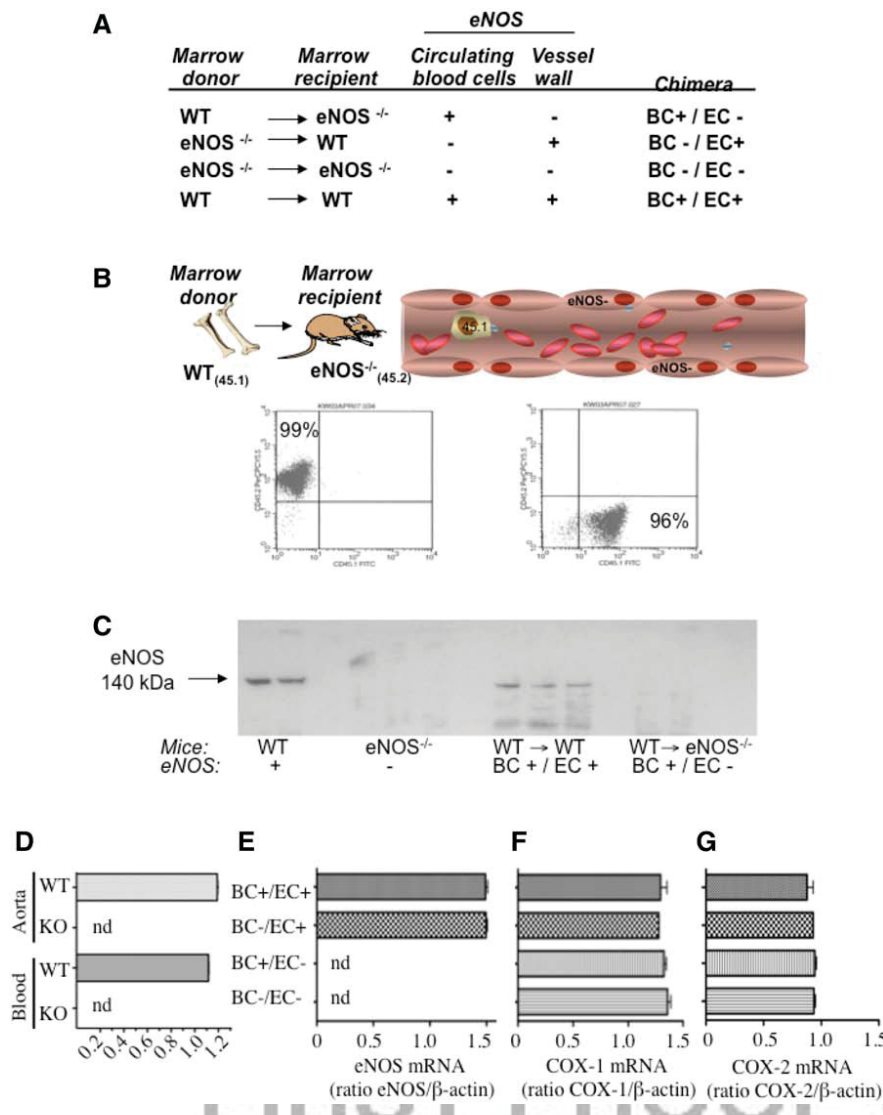 A
eNOS
Marrow donor Marrow recipient Circulating blood cells Vessel wall Chimera
WT → eNOS -/- + - BC+ / EC -
eNOS -/- → WT - + BC - / EC+
eNOS -/- → eNOS -/- - - BC - / EC -
WT → WT + + BC+ / EC+
B
Marrow donor Marrow recipient
eNOS-
45.1
eNOS-
WT(45.1) eNOS-/-(45.2)
99%
CD45.1 FITC
96%
CD45.1 FITC
C
eNOS
140 kDa
Mice: WT eNOS-/- WT → WT WT → eNOS-/-
eNOS: + - BC + / EC + BC + / EC -
D E F G
Aorta
WT
KO nd
Blood
WT
KO nd
0.2 0.4 0.6 0.8 1.0 1.2
BC+/EC+
BC-/EC+
BC+/EC- nd
BC-/EC- nd
0 0.5 1.0 1.5
eNOS mRNA
(ratio eNOS/β-actin)
0 0.5 1.0 1.5
COX-1 mRNA
(ratio COX-1/β-actin)
0 0.5 1.0 1.5
COX-2 mRNA
(ratio COX-2/β-actin)